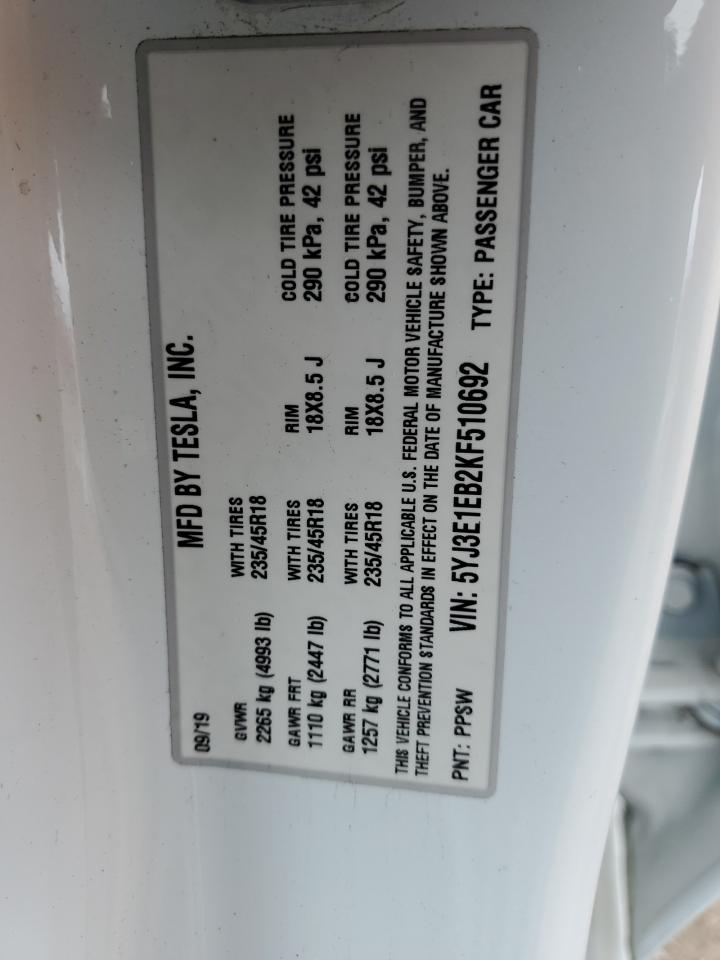 MFD BY TESLA, INC.
09/19
GVWR WITH TIRES
2265 kg (4993 lb) 235/45R18
GAWR FRT WITH TIRES RIM COLD TIRE PRESSURE
1110 kg (2447 lb) 235/45R18 18X8.5 J 290 kPa, 42 psi
GAWR RR WITH TIRES RIM COLD TIRE PRESSURE
1257 kg (2771 lb) 235/45R18 18X8.5 J 290 kPa, 42 psi
THIS VEHICLE CONFORMS TO ALL APPLICABLE U.S. FEDERAL MOTOR VEHICLE SAFETY, BUMPER, AND
THEFT PREVENTION STANDARDS IN EFFECT ON THE DATE OF MANUFACTURE SHOWN ABOVE.
PNT: PPSW VIN: 5YJ3E1EB2KF510692 TYPE: PASSENGER CAR